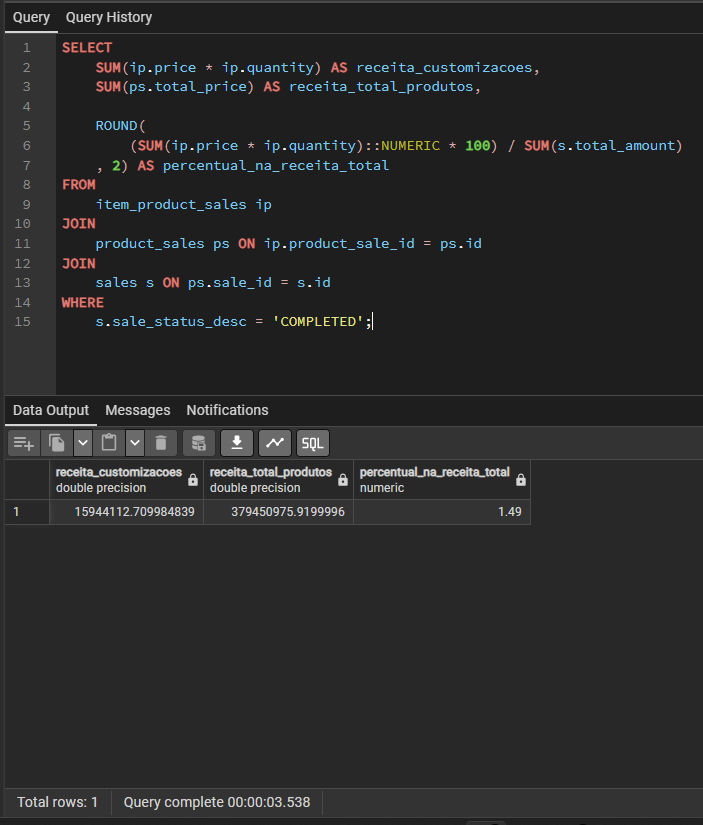 Query Query History
1 SELECT
2 SUM(ip.price * ip.quantity) AS receita_customizacoes,
3 SUM(ps.total_price) AS receita_total_produtos,
4
5 ROUND(
6 (SUM(ip.price * ip.quantity)::NUMERIC * 100) / SUM(s.total_amount)
7 , 2) AS percentual_na_receita_total
8 FROM
9 item_product_sales ip
10 JOIN
11 product_sales ps ON ip.product_sale_id = ps.id
12 JOIN
13 sales s ON ps.sale_id = s.id
14 WHERE
15 s.sale_status_desc = 'COMPLETED';
Data Output Messages Notifications
SQL
receita_customizacoes receita_total_produtos percentual_na_receita_total
double precision double precision numeric
1 15944112.709984839 379450975.9199996 1.49
Total rows: 1 Query complete 00:00:03.538